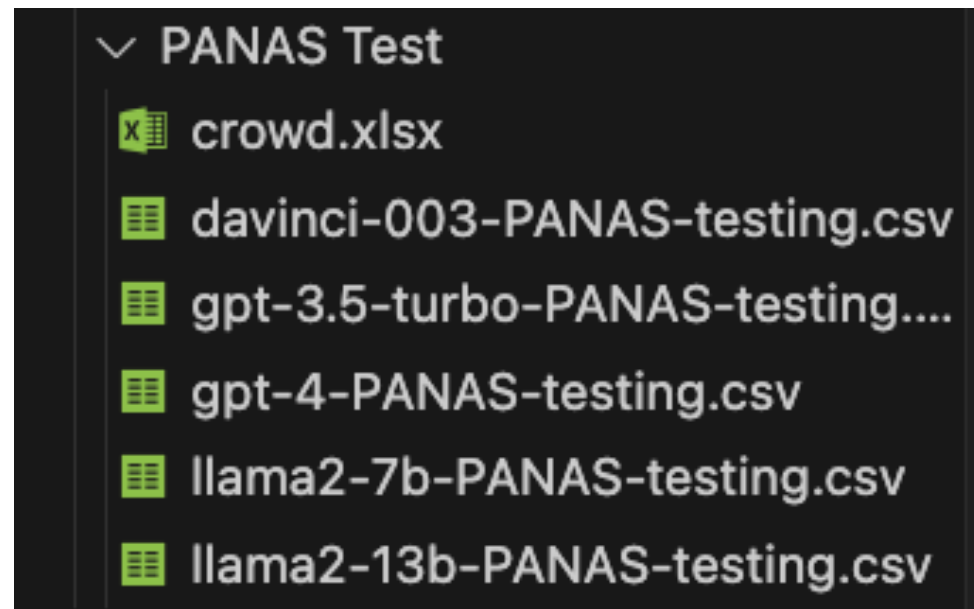 PANAS Test
crowd.xlsx
davinci-003-PANAS-testing.csv
gpt-3.5-turbo-PANAS-testing....
gpt-4-PANAS-testing.csv
llama2-7b-PANAS-testing.csv
llama2-13b-PANAS-testing.csv